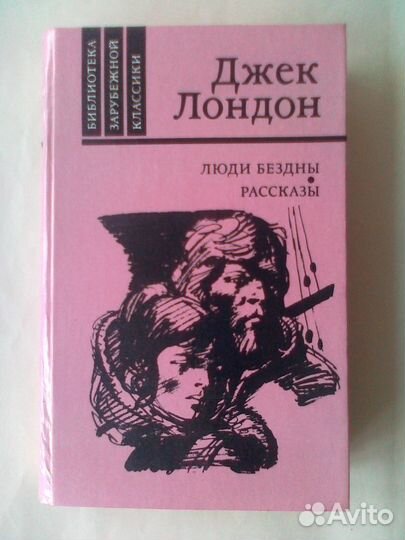 БИБЛИОТЕКА
ЗАРУБЕЖНОЙ
КЛАССИКИ
Джек
Лондон
ЛЮДИ БЕЗДНЫ
РАССКАЗЫ
Avito